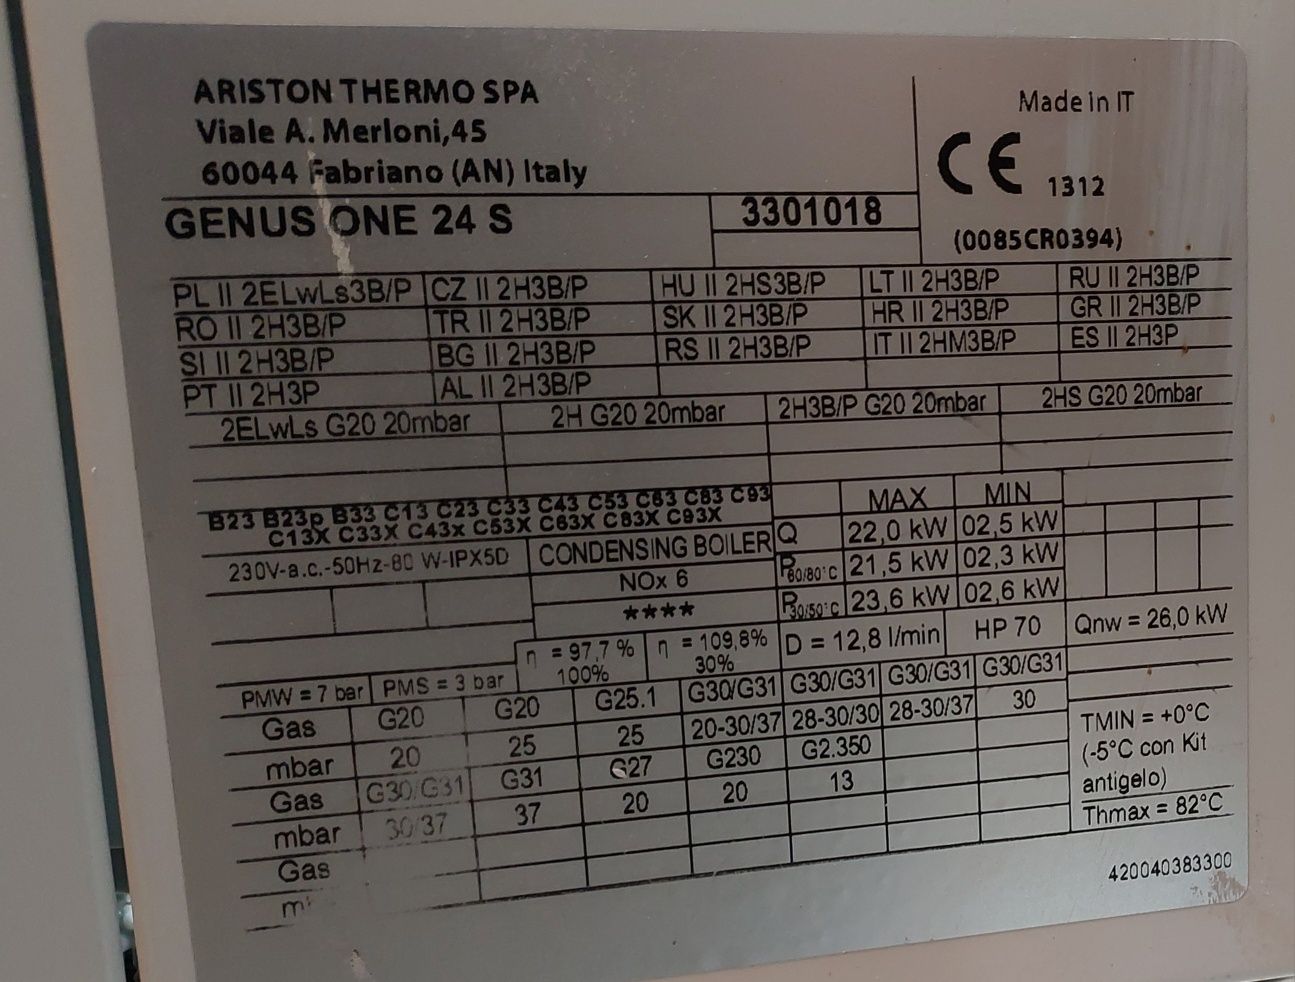 ARISTON THERMO SPA
Viale A. Merloni,45
60044 Fabriano (AN) Italy
Made in IT
CE 1312
(0085CR0394)
GENUS ONE 24 S
3301018
PL II 2ELwLs3B/P CZ II 2H3B/P HU II 2HS3B/P LT II 2H3B/P RU II 2H3B/P
RO II 2H3B/P TR II 2H3B/P SK II 2H3B/P HR II 2H3B/P GR II 2H3B/P
SI II 2H3B/P BG II 2H3B/P RS II 2H3B/P IT II 2HM3B/P ES II 2H3P
PT II 2H3P AL II 2H3B/P
2ELwLs G20 20mbar 2H G20 20mbar 2H3B/P G20 20mbar 2HS G20 20mbar
B23 B23p B33 C13 C23 C33 C43 C53 C63 C83 C93
C13X C33X C43x C53X C63X C83X C93X
230V-a.c.-50Hz-80 W-IPX5D
CONDENSING BOILER
NOx 6
****
MAX MIN
Q 22,0 kW 02,5 kW
P60/80°C 21,5 kW 02,3 kW
P30/50°C 23,6 kW 02,6 kW
η = 97,7 % 100%
η = 109,8% 30%
D = 12,8 l/min HP 70 Qnw = 26,0 kW
PMW = 7 bar PMS = 3 bar
Gas G20 G20 G25.1 G30/G31 G30/G31 G30/G31 G30/G31
mbar 20 25 25 20-30/37 28-30/30 28-30/37 30
Gas G30/G31 G31 G27 G230 G2.350
mbar 30/37 37 20 20 13
Gas
TMIN = +0°C
(-5°C con Kit
antigelo)
Thmax = 82°C
420040383300